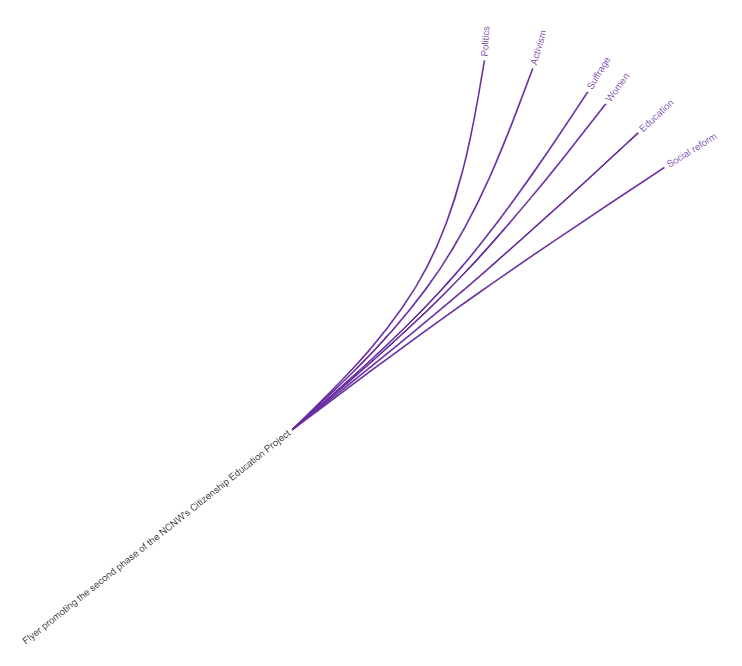 Politics
Activism
Suffrage
Women
Education
Social reform
Flyer promoting the second phase of the NCNW's Citizenship Education Project